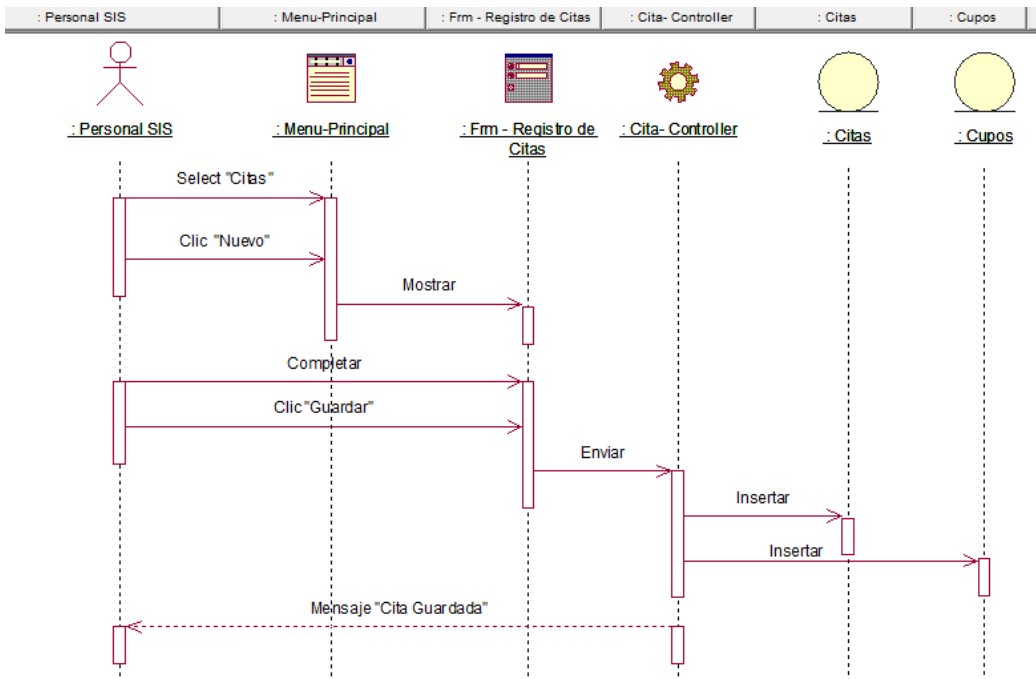 : Personal SIS
: Menu-Principal
: Frm - Registro de Citas
: Cita- Controller
: Citas
: Cupos
: Personal SIS
: Menu-Principal
: Frm - Registro de
Citas
: Cita- Controller
: Citas
: Cupos
Select "Citas"
Clic "Nuevo"
Mostrar
Completar
Clic "Guardar"
Enviar
Insertar
Insertar
Mensaje "Cita Guardada"